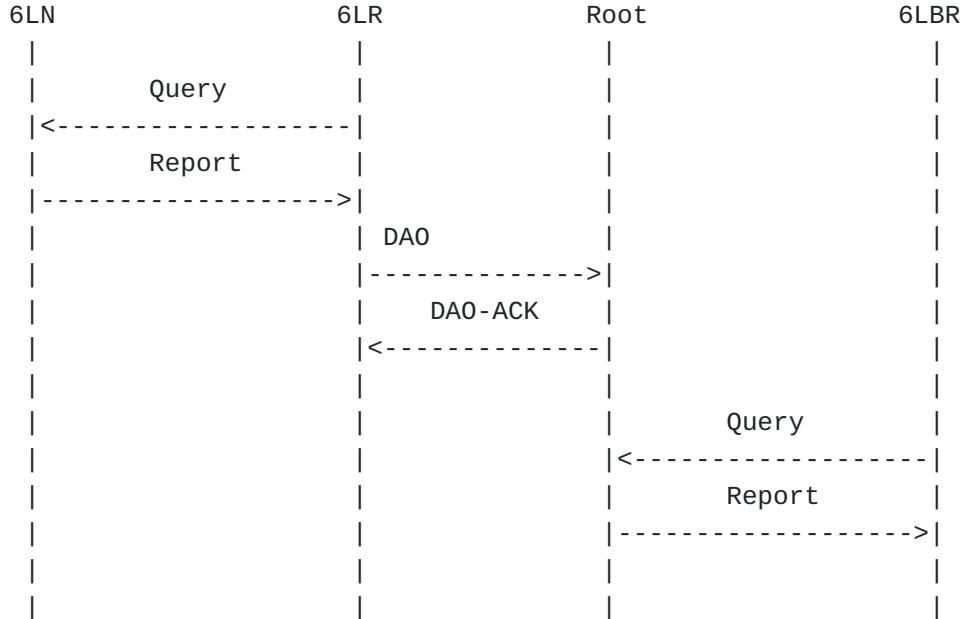 6LN 6LR Root 6LBR
Query
Report
DAO
DAO-ACK
Query
Report